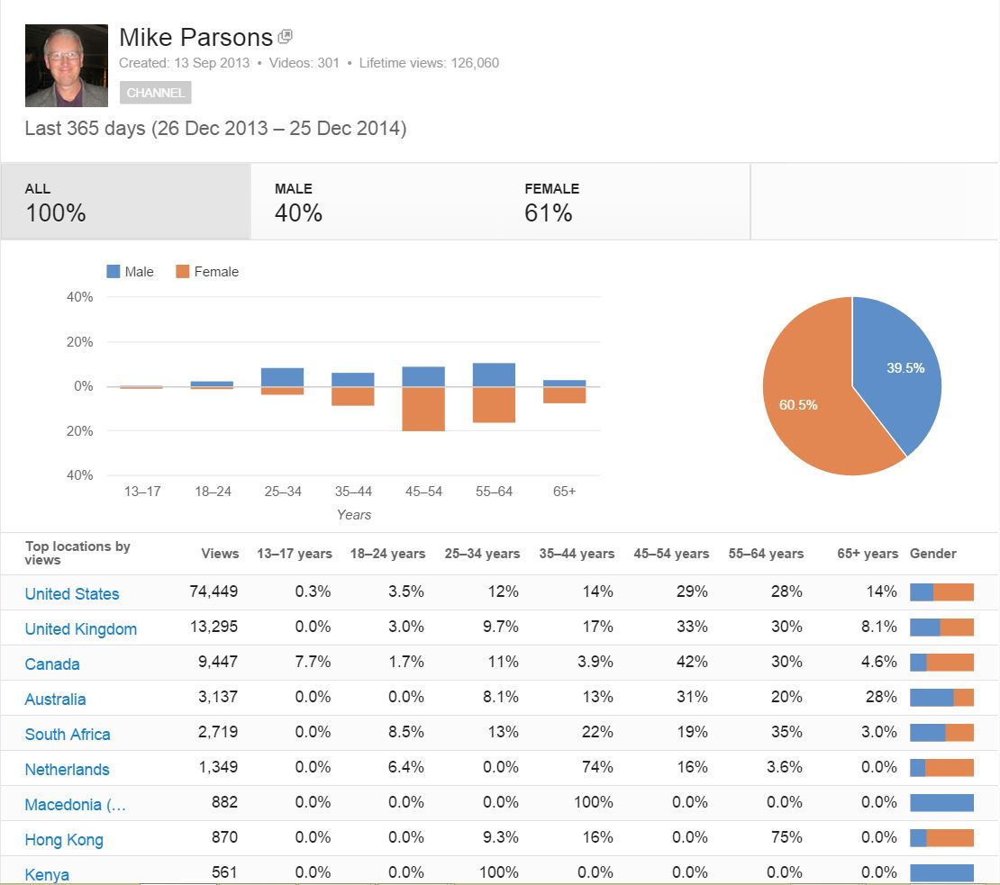 Mike Parsons
Created: 13 Sep 2013 • Videos: 301 • Lifetime views: 126,060
CHANNEL
Last 365 days (26 Dec 2013 – 25 Dec 2014)
ALL MALE FEMALE
100% 40% 61%
Male Female
40%
20%
0%
20%
40%
39.5%
60.5%
13–17 18–24 25–34 35–44 45–54 55–64 65+
Years
Top locations by views Views 13–17 years 18–24 years 25–34 years 35–44 years 45–54 years 55–64 years 65+ years Gender
United States 74,449 0.3% 3.5% 12% 14% 29% 28% 14%
United Kingdom 13,295 0.0% 3.0% 9.7% 17% 33% 30% 8.1%
Canada 9,447 7.7% 1.7% 11% 3.9% 42% 30% 4.6%
Australia 3,137 0.0% 0.0% 8.1% 13% 31% 20% 28%
South Africa 2,719 0.0% 8.5% 13% 22% 19% 35% 3.0%
Netherlands 1,349 0.0% 6.4% 0.0% 74% 16% 3.6% 0.0%
Macedonia (… 882 0.0% 0.0% 0.0% 100% 0.0% 0.0% 0.0%
Hong Kong 870 0.0% 0.0% 9.3% 16% 0.0% 75% 0.0%
Kenya 561 0.0% 0.0% 100% 0.0% 0.0% 0.0% 0.0%